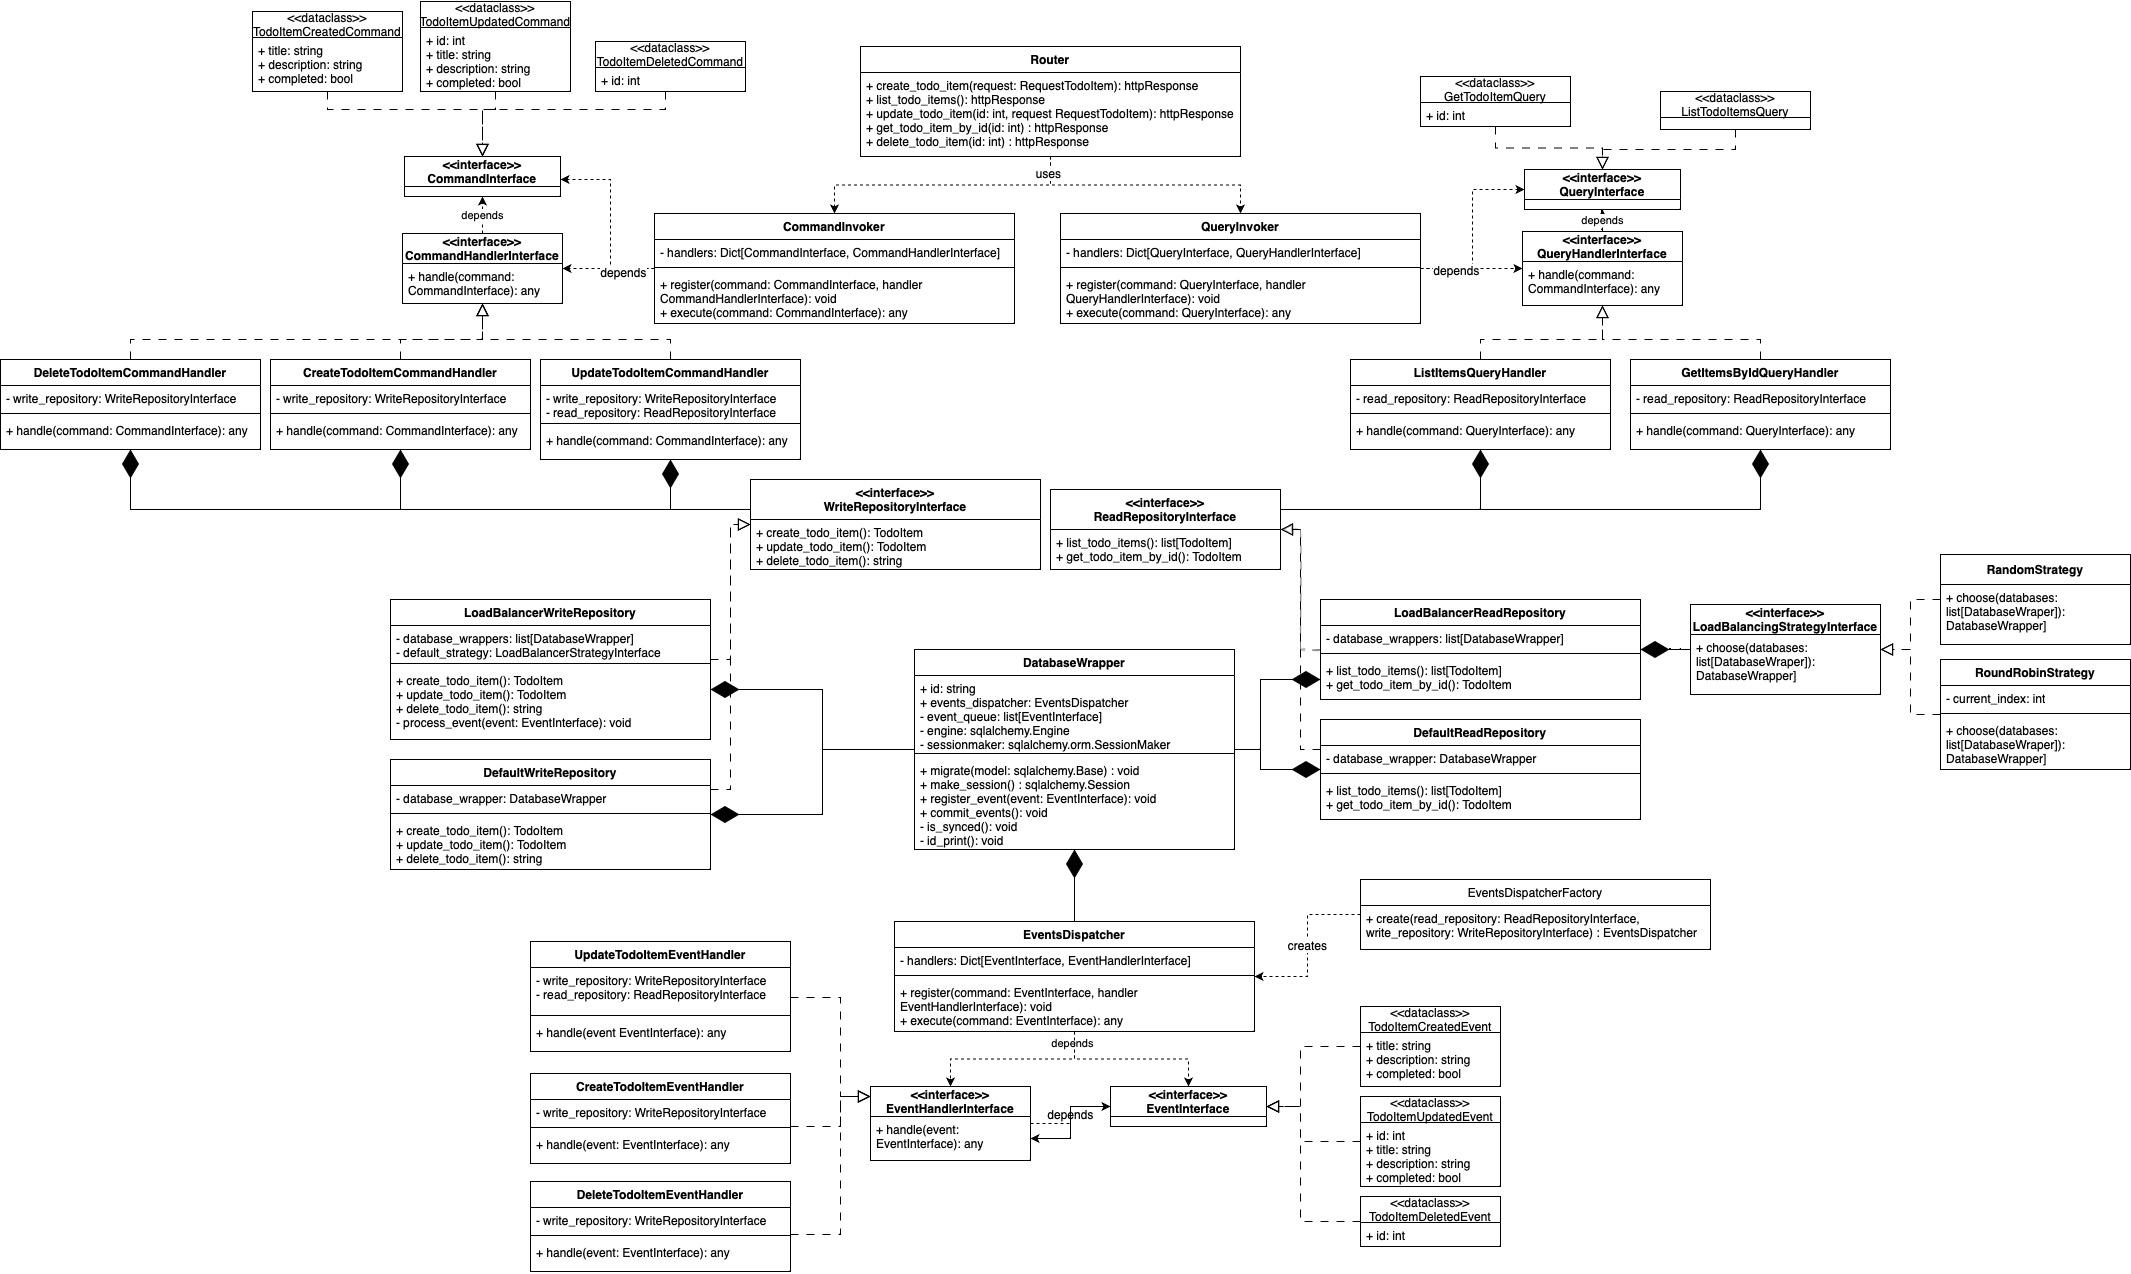 <<dataclass>>
TodoItemCreatedCommand
+ title: string
+ description: string
+ completed: bool
<<dataclass>>
TodoItemUpdatedCommand
+ id: int
+ title: string
+ description: string
+ completed: bool
<<dataclass>>
TodoItemDeletedCommand
+ id: int
Router
+ create_todo_item(request: RequestTodoItem): httpResponse
+ list_todo_items(): httpResponse
+ update_todo_item(id: int, request RequestTodoItem): httpResponse
+ get_todo_item_by_id(id: int) : httpResponse
+ delete_todo_item(id: int) : httpResponse
<<dataclass>>
GetTodoItemQuery
+ id: int
<<dataclass>>
ListTodoItemsQuery
<<interface>>
CommandInterface
depends
<<interface>>
CommandHandlerInterface
+ handle(command:
CommandInterface): any
depends
uses
CommandInvoker
- handlers: Dict[CommandInterface, CommandHandlerInterface]
+ register(command: CommandInterface, handler
CommandHandlerInterface): void
+ execute(command: CommandInterface): any
QueryInvoker
- handlers: Dict[QueryInterface, QueryHandlerInterface]
+ register(command: QueryInterface, handler
QueryHandlerInterface): void
+ execute(command: QueryInterface): any
depends
<<interface>>
QueryInterface
depends
<<interface>>
QueryHandlerInterface
+ handle(command:
CommandInterface): any
DeleteTodoItemCommandHandler
- write_repository: WriteRepositoryInterface
+ handle(command: CommandInterface): any
CreateTodoItemCommandHandler
- write_repository: WriteRepositoryInterface
+ handle(command: CommandInterface): any
UpdateTodoItemCommandHandler
- write_repository: WriteRepositoryInterface
- read_repository: ReadRepositoryInterface
+ handle(command: CommandInterface): any
ListItemsQueryHandler
- read_repository: ReadRepositoryInterface
+ handle(command: QueryInterface): any
GetItemsByIdQueryHandler
- read_repository: ReadRepositoryInterface
+ handle(command: QueryInterface): any
<<interface>>
WriteRepositoryInterface
+ create_todo_item(): TodoItem
+ update_todo_item(): TodoItem
+ delete_todo_item(): string
<<interface>>
ReadRepositoryInterface
+ list_todo_items(): list[TodoItem]
+ get_todo_item_by_id(): TodoItem
LoadBalancerWriteRepository
- database_wrappers: list[DatabaseWrapper]
- default_strategy: LoadBalancerStrategyInterface
+ create_todo_item(): TodoItem
+ update_todo_item(): TodoItem
+ delete_todo_item(): string
- process_event(event: EventInterface): void
DefaultWriteRepository
- database_wrapper: DatabaseWrapper
+ create_todo_item(): TodoItem
+ update_todo_item(): TodoItem
+ delete_todo_item(): string
DatabaseWrapper
+ id: string
+ events_dispatcher: EventsDispatcher
- event_queue: list[EventInterface]
- engine: sqlalchemy.Engine
- sessionmaker: sqlalchemy.orm.SessionMaker
+ migrate(model: sqlalchemy.Base) : void
+ make_session() : sqlalchemy.Session
+ register_event(event: EventInterface): void
+ commit_events(): void
- is_synced(): void
- id_print(): void
LoadBalancerReadRepository
- database_wrappers: list[DatabaseWrapper]
+ list_todo_items(): list[TodoItem]
+ get_todo_item_by_id(): TodoItem
DefaultReadRepository
- database_wrapper: DatabaseWrapper
+ list_todo_items(): list[TodoItem]
+ get_todo_item_by_id(): TodoItem
<<interface>>
LoadBalancingStrategyInterface
+ choose(databases:
list[DatabaseWraper]):
DatabaseWrapper]
RandomStrategy
+ choose(databases:
list[DatabaseWraper]):
DatabaseWrapper]
RoundRobinStrategy
- current_index: int
+ choose(databases:
list[DatabaseWraper]):
DatabaseWrapper]
EventsDispatcherFactory
+ create(read_repository: ReadRepositoryInterface,
write_repository: WriteRepositoryInterface) : EventsDispatcher
creates
EventsDispatcher
- handlers: Dict[EventInterface, EventHandlerInterface]
+ register(command: EventInterface, handler
EventHandlerInterface): void
+ execute(command: EventInterface): any
depends
UpdateTodoItemEventHandler
- write_repository: WriteRepositoryInterface
- read_repository: ReadRepositoryInterface
+ handle(event EventInterface): any
CreateTodoItemEventHandler
- write_repository: WriteRepositoryInterface
+ handle(event: EventInterface): any
DeleteTodoItemEventHandler
- write_repository: WriteRepositoryInterface
+ handle(event: EventInterface): any
<<interface>>
EventHandlerInterface
+ handle(event:
EventInterface): any
depends
<<interface>>
EventInterface
<<dataclass>>
TodoItemCreatedEvent
+ title: string
+ description: string
+ completed: bool
<<dataclass>>
TodoItemUpdatedEvent
+ id: int
+ title: string
+ description: string
+ completed: bool
<<dataclass>>
TodoItemDeletedEvent
+ id: int